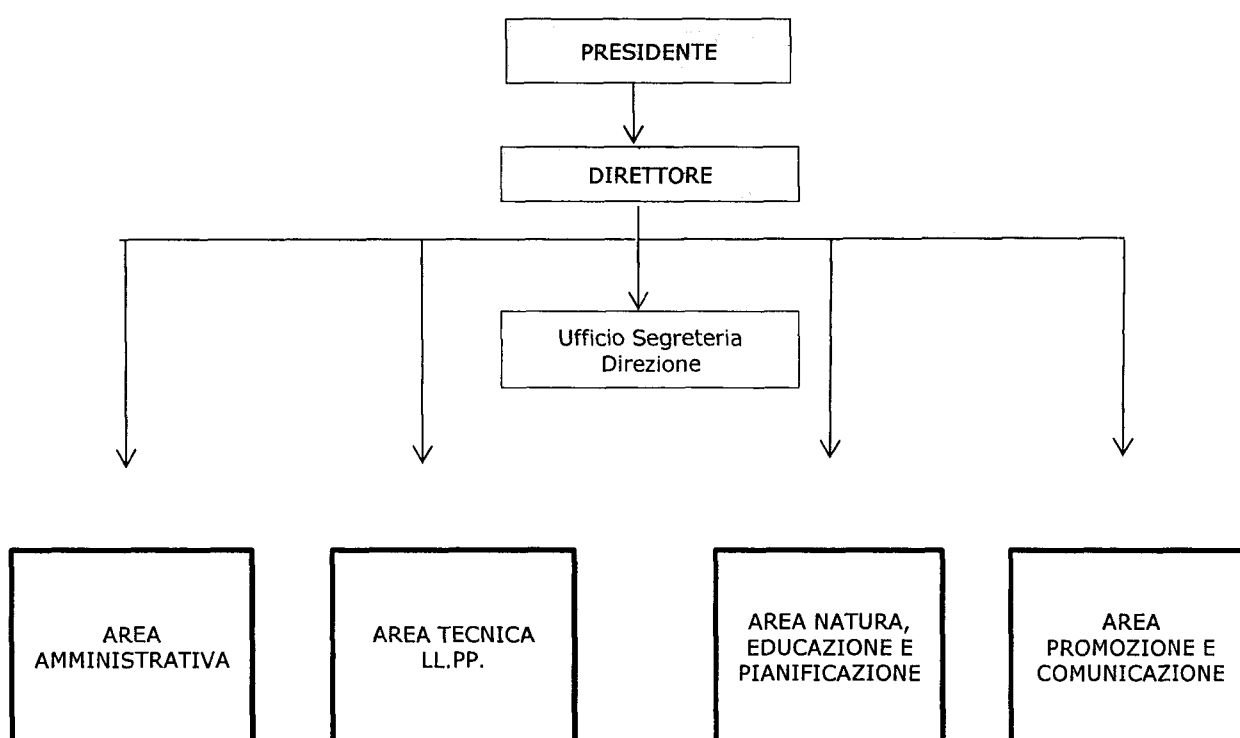 PRESIDENTE
DIRETTORE
Ufficio Segreteria
Direzione
AREA
AMMINISTRATIVA
AREA TECNICA
LL.PP.
AREA NATURA,
EDUCAZIONE E
PIANIFICAZIONE
AREA
PROMOZIONE E
COMUNICAZIONE